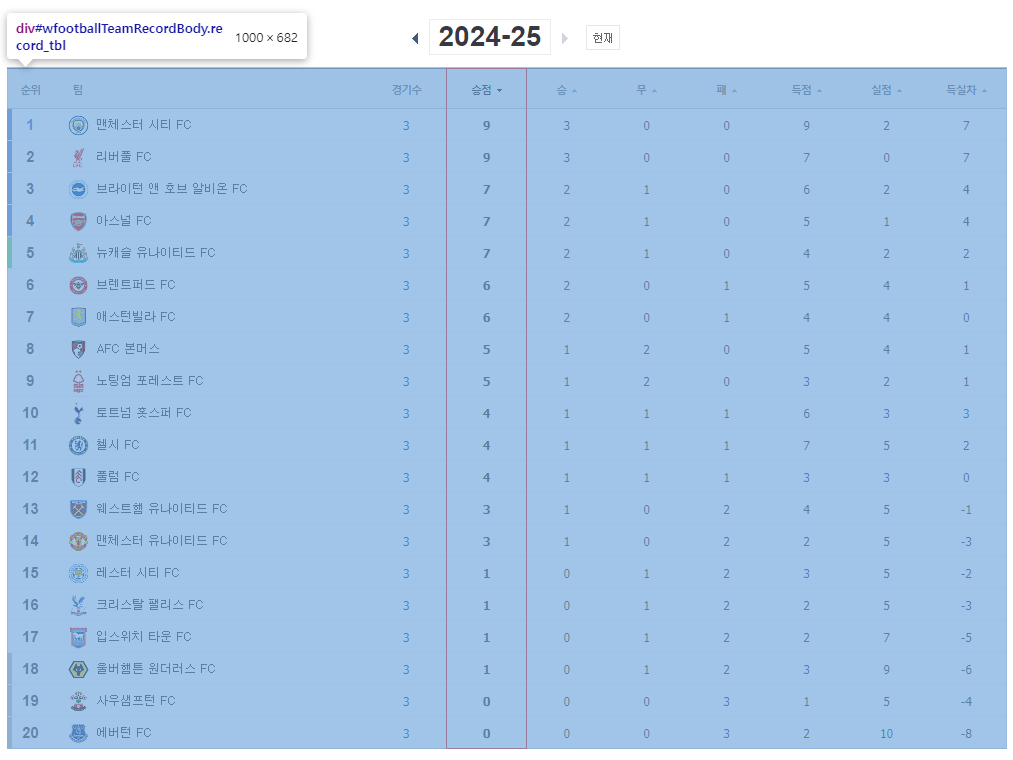 div#wfootballTeamRecordBody.re
cord_tbl
1000 × 682
2024-25
현재
순위 팀 경기수 승점 승 무 패 득점 실점 득실차
1 맨체스터 시티 FC 3 9 3 0 0 9 2 7
2 리버풀 FC 3 9 3 0 0 7 0 7
3 브라이턴 앤 호브 알비온 FC 3 7 2 1 0 6 2 4
4 아스널 FC 3 7 2 1 0 5 1 4
5 뉴캐슬 유나이티드 FC 3 7 2 1 0 4 2 2
6 브렌트퍼드 FC 3 6 2 0 1 5 4 1
7 애스턴빌라 FC 3 6 2 0 1 4 4 0
8 AFC 본머스 3 5 1 2 0 5 4 1
9 노팅엄 포레스트 FC 3 5 1 2 0 3 2 1
10 토트넘 홋스퍼 FC 3 4 1 1 1 6 3 3
11 첼시 FC 3 4 1 1 1 7 5 2
12 풀럼 FC 3 4 1 1 1 3 3 0
13 웨스트햄 유나이티드 FC 3 3 1 0 2 4 5 -1
14 맨체스터 유나이티드 FC 3 3 1 0 2 2 5 -3
15 레스터 시티 FC 3 1 0 1 2 3 5 -2
16 크리스탈 팰리스 FC 3 1 0 1 2 2 5 -3
17 입스위치 타운 FC 3 1 0 1 2 2 7 -5
18 울버햄튼 원더러스 FC 3 1 0 1 2 3 9 -6
19 사우샘프턴 FC 3 0 0 0 3 1 5 -4
20 에버턴 FC 3 0 0 0 3 2 10 -8